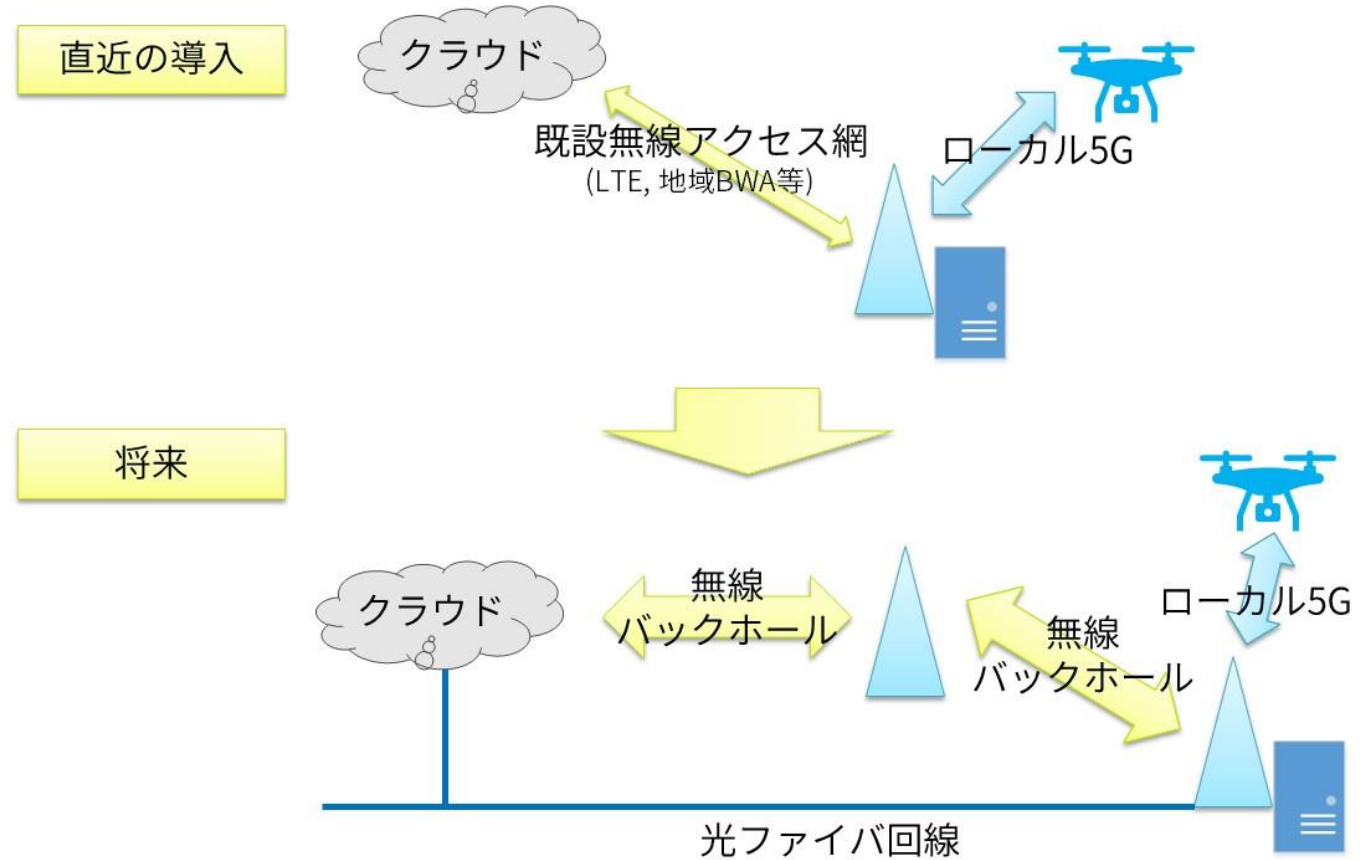 直近の導入
クラウド
既設無線アクセス網
(LTE, 地域BWA等)
ローカル5G
将来
クラウド
無線
バックホール
無線
バックホール
ローカル5G
光ファイバ回線